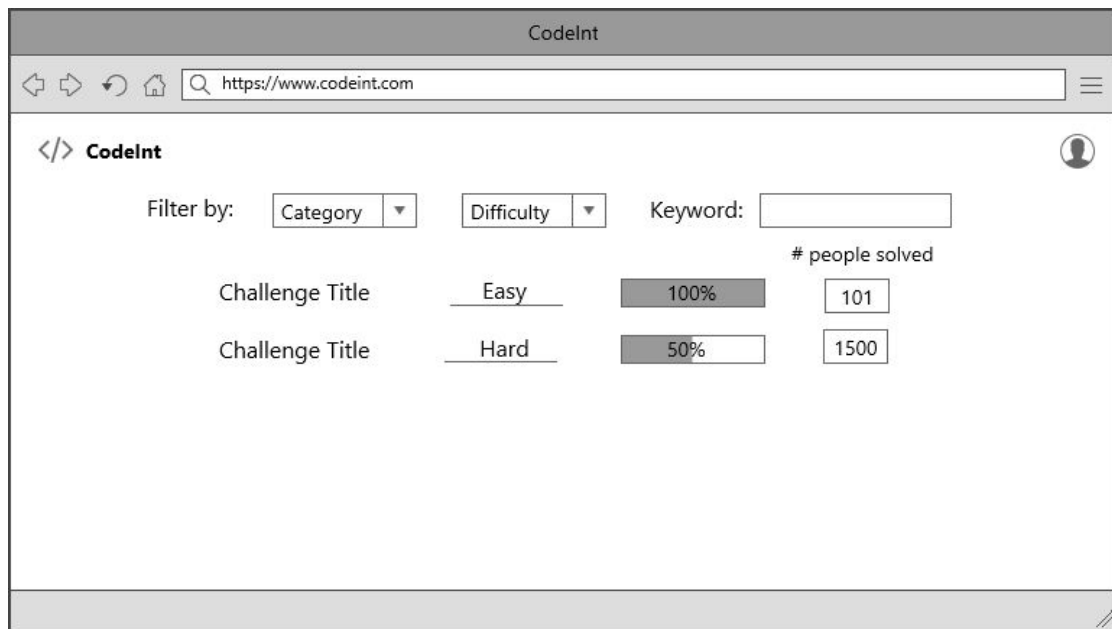 CodeInt
https://www.codeint.com
</> CodeInt
Filter by: Category Difficulty Keyword:
# people solved
Challenge Title Easy 100% 101
Challenge Title Hard 50% 1500